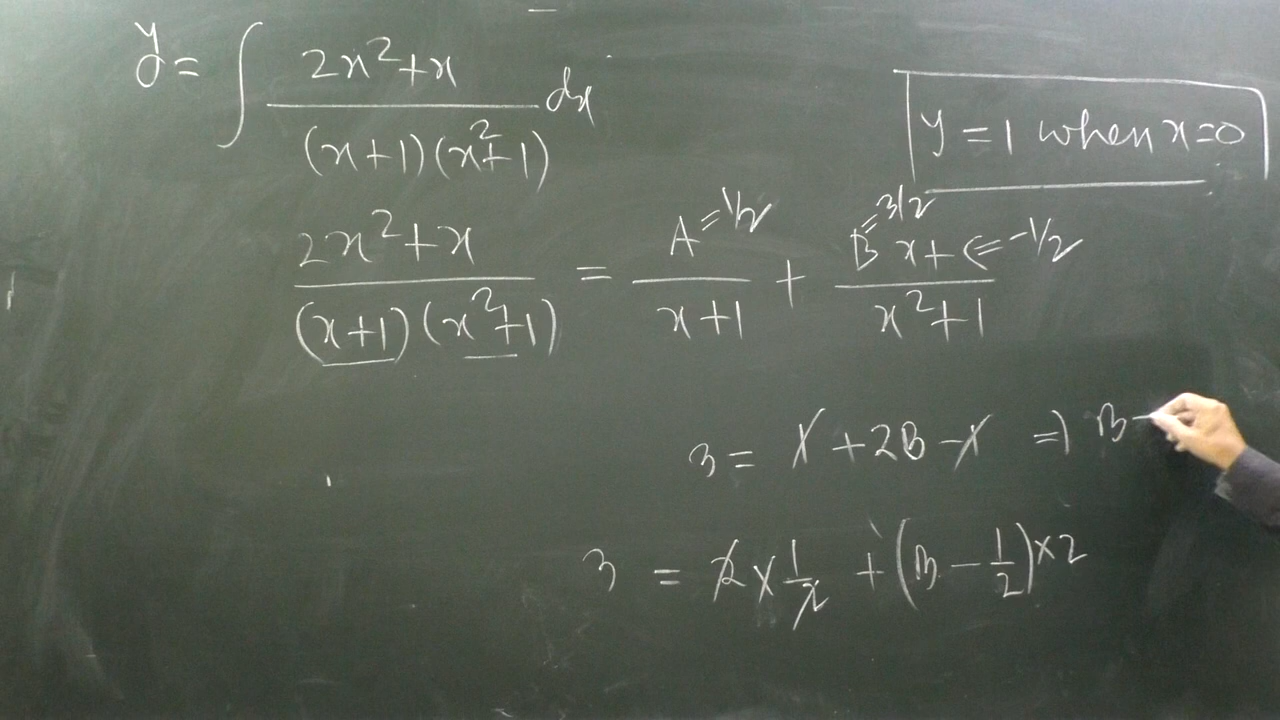 y = ∫ (2x² + x) / ((x+1)(x²+1)) dx
y = 1 when x = 0
(2x² + x) / ((x+1)(x²+1)) = (A = 1/2) / (x+1) + (B = 3/2 x + C = -1/2) / (x²+1)
3 = 1 + 2B - 1 ⇒ B -
3 = 2 × 1/2 + (B - 1/2) × 2